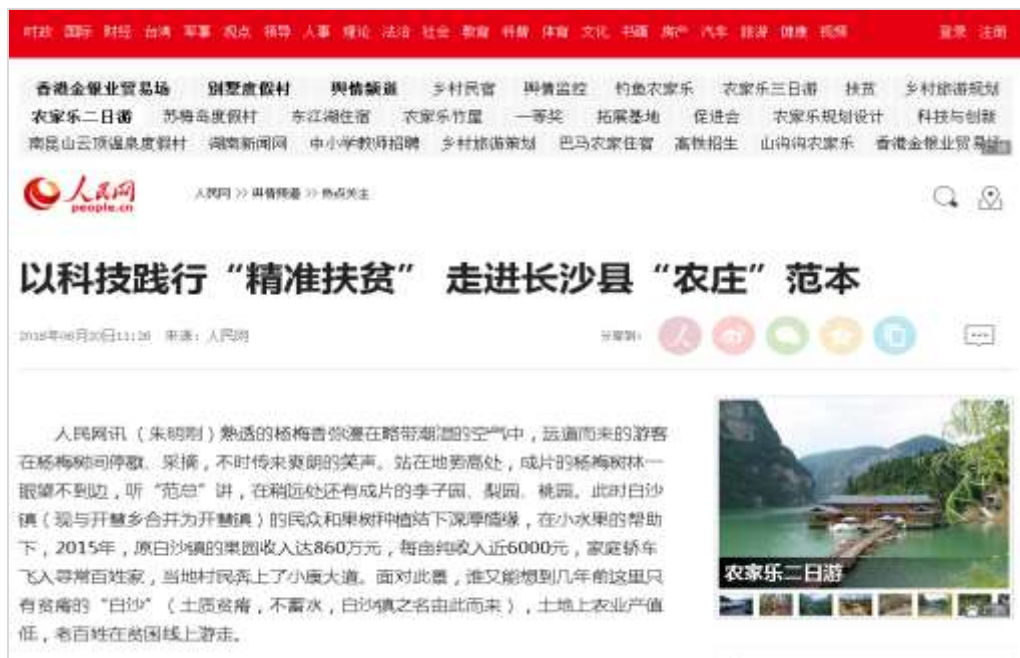 时政 国际 财经 台湾 军事 观点 领导 人事 理论 法治 社会 教育 科普 体育 文化 书画 房产 汽车 旅游 健康 视频 登录 注册
香港金银业贸易场 别墅度假村 舆情频道 乡村民宿 舆情监控 钓鱼农家乐 农家乐三日游 扶贫 乡村旅游规划
农家乐二日游 苏梅岛度假村 东江湖住宿 农家乐竹屋 一等奖 拓展基地 促进会 农家乐规划设计 科技与创新
南昆山云顶温泉度假村 湖南新闻网 中小学教师招聘 乡村旅游策划 巴马农家住宿 高铁招生 山沟沟农家乐 香港金银业贸易场
人民网
people.cn
人民网 >> 舆情频道 >> 热点关注
以科技践行“精准扶贫” 走进长沙县“农庄”范本
2016年06月20日11:26 来源：人民网 分享到：
人民网讯（朱明刚）熟透的杨梅香弥漫在略带潮湿的空气中，远道而来的游客
在杨梅树间停歇、采摘，不时传来爽朗的笑声。站在地势高处，成片的杨梅树林一
眼望不到边，听“范总”讲，在稍远处还有成片的李子园、梨园、桃园。此时白沙
镇（现与开慧乡合并为开慧镇）的民众和果树种植结下深厚情缘，在小水果的帮助
下，2015年，原白沙镇的果园收入达860万元，每亩纯收入近6000元，家庭轿车
飞入寻常百姓家，当地村民奔上了小康大道。面对此景，谁又能想到几年前这里只
有贫瘠的“白沙”（土质贫瘠，不蓄水，白沙镇之名由此而来），土地上农业产值
低，老百姓在贫困线上游走。
农家乐二日游